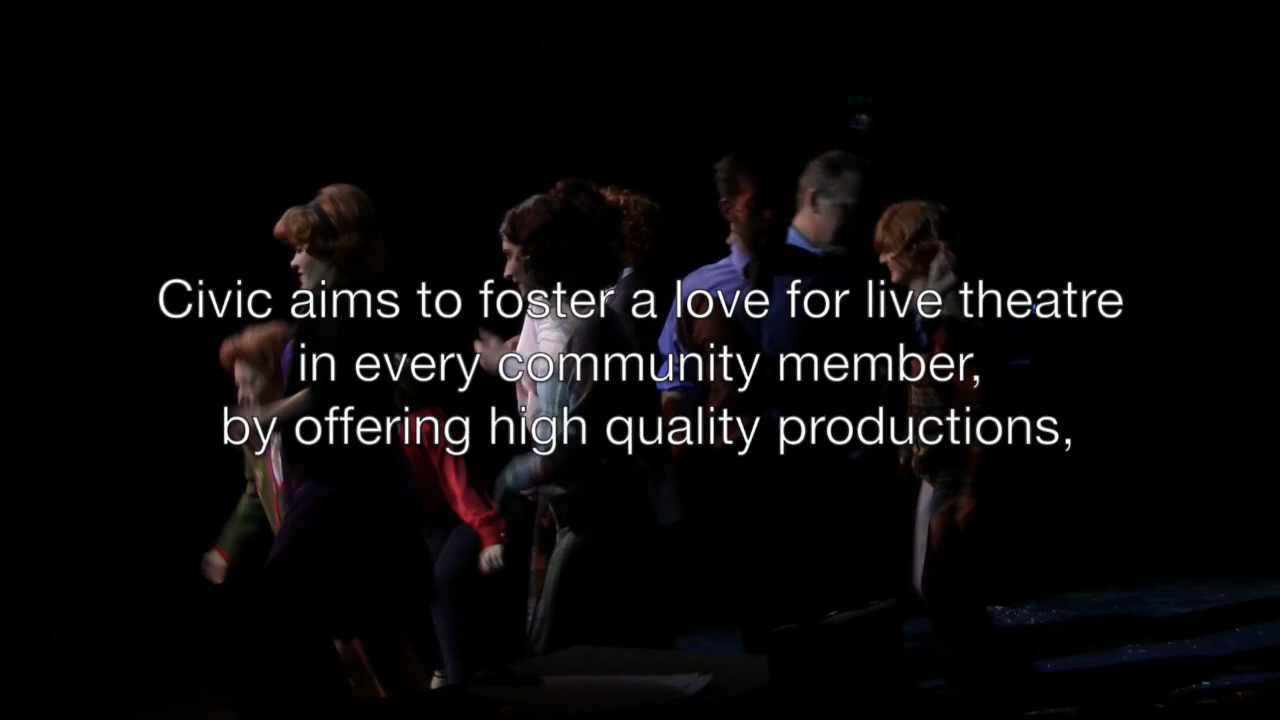 Civic aims to foster a love for live theatre
in every community member,
by offering high quality productions,